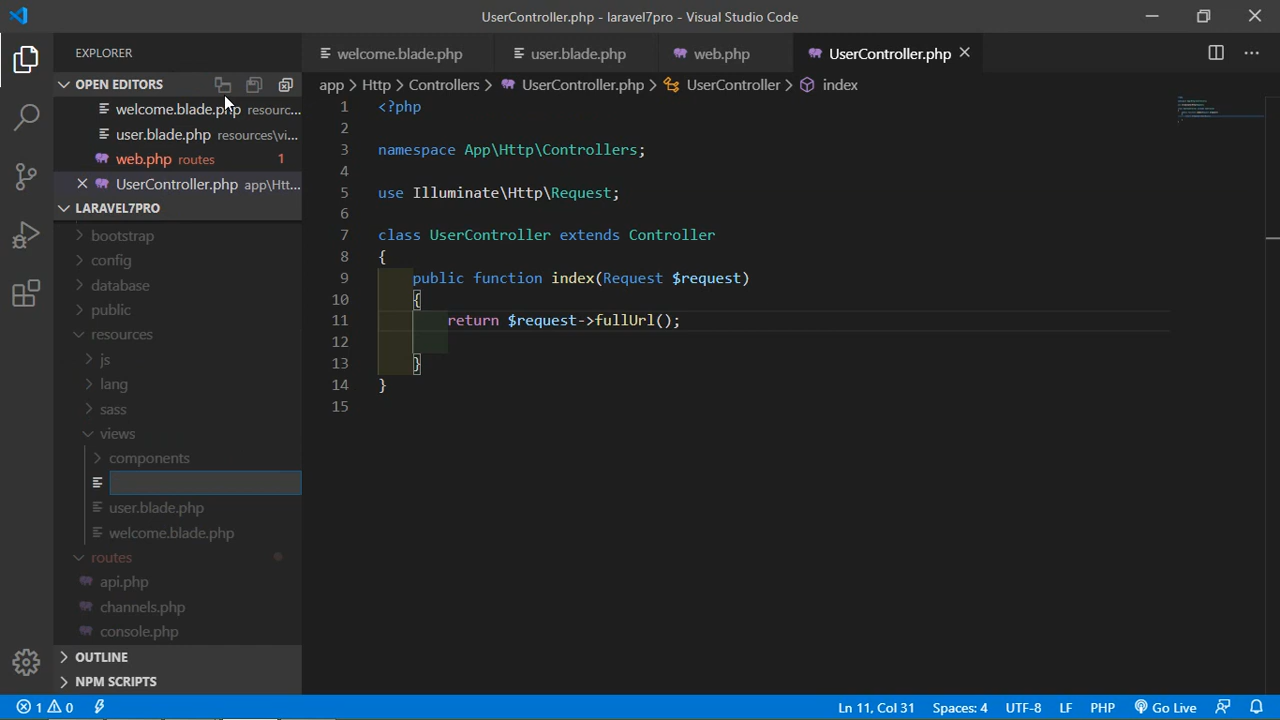 UserController.php - laravel7pro - Visual Studio Code
EXPLORER
welcome.blade.php
user.blade.php
web.php
UserController.php
OPEN EDITORS
app > Http > Controllers > UserController.php > UserController > index
welcome.blade.php resourc...
user.blade.php resources\vi...
web.php routes 1
UserController.php app\Htt...
LARAVEL7PRO
bootstrap
config
database
public
resources
js
lang
sass
views
components
user.blade.php
welcome.blade.php
routes
api.php
channels.php
console.php
OUTLINE
NPM SCRIPTS
1 <?php
2
3 namespace App\Http\Controllers;
4
5 use Illuminate\Http\Request;
6
7 class UserController extends Controller
8 {
9 public function index(Request $request)
10 {
11 return $request->fullUrl();
12
13 }
14 }
15
1 0
Ln 11, Col 31
Spaces: 4
UTF-8
LF
PHP
Go Live